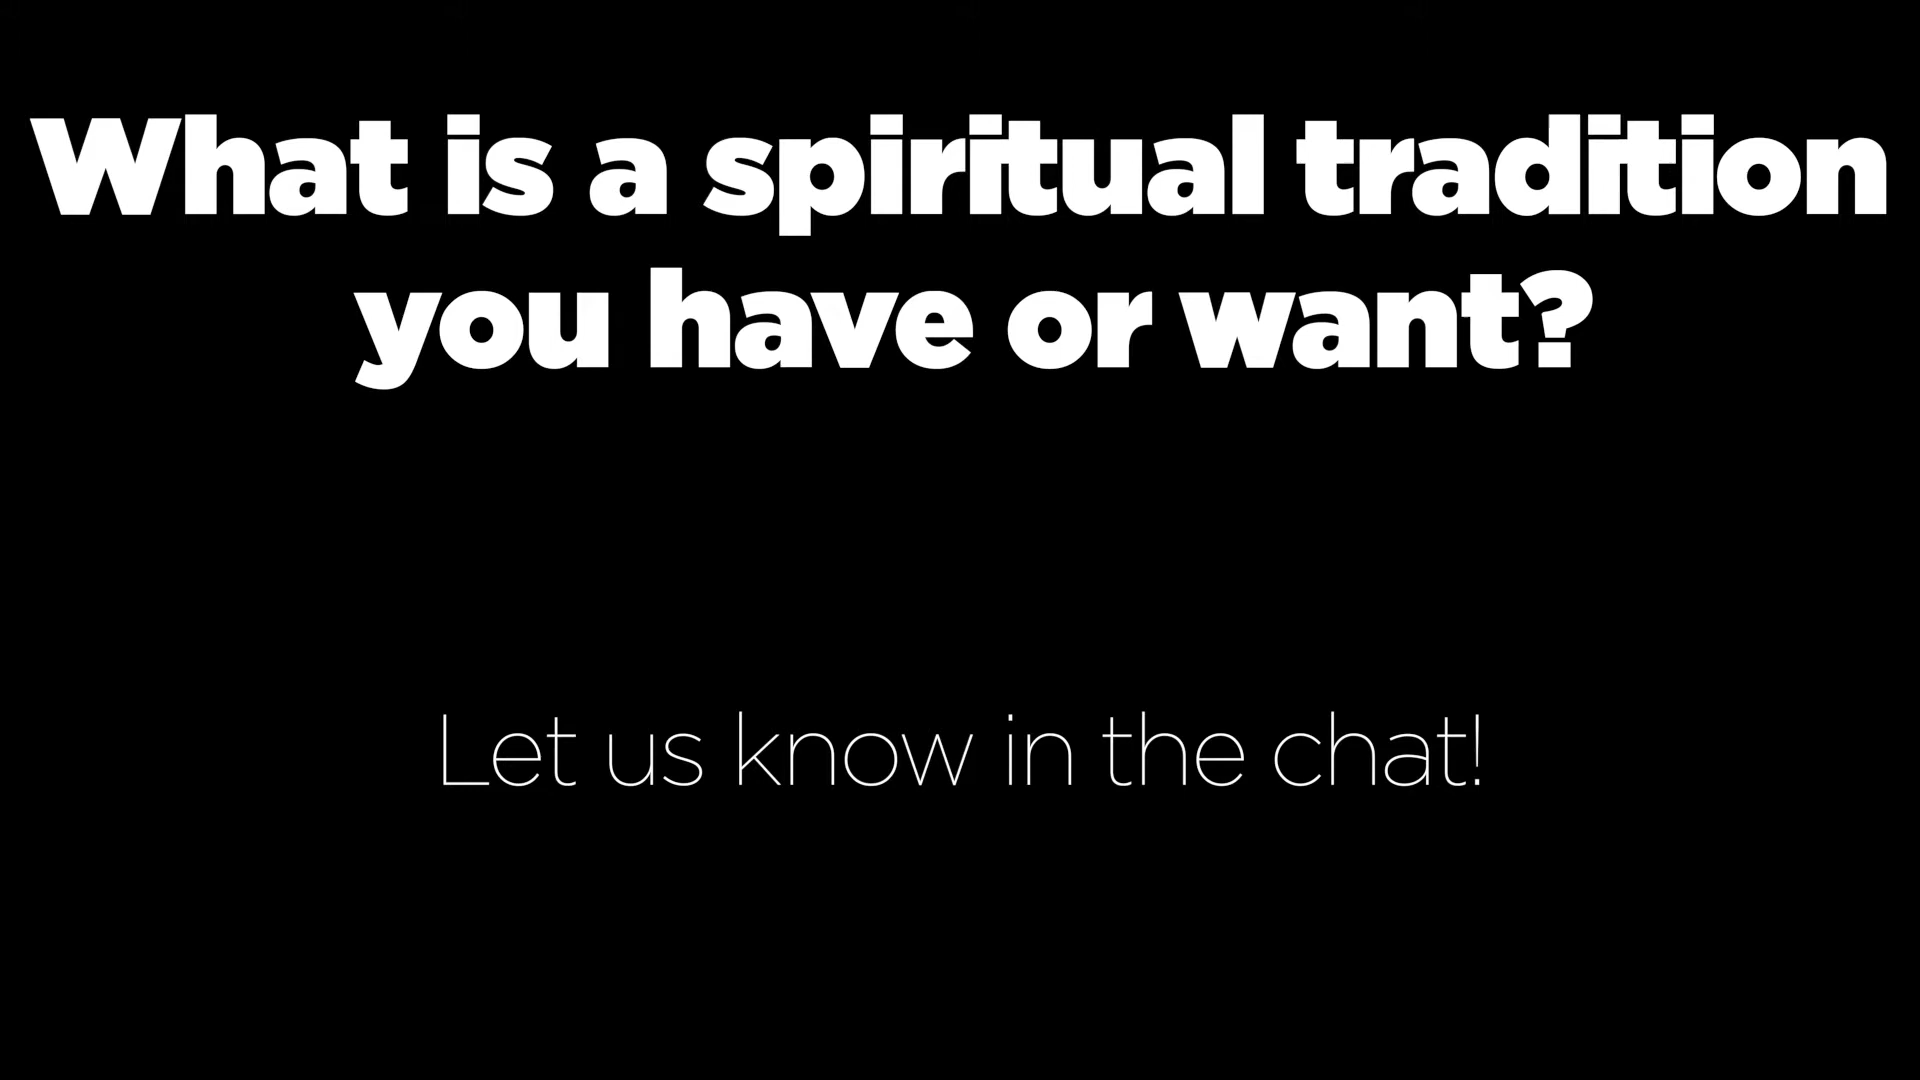 What is a spiritual tradition
you have or want?
Let us know in the chat!